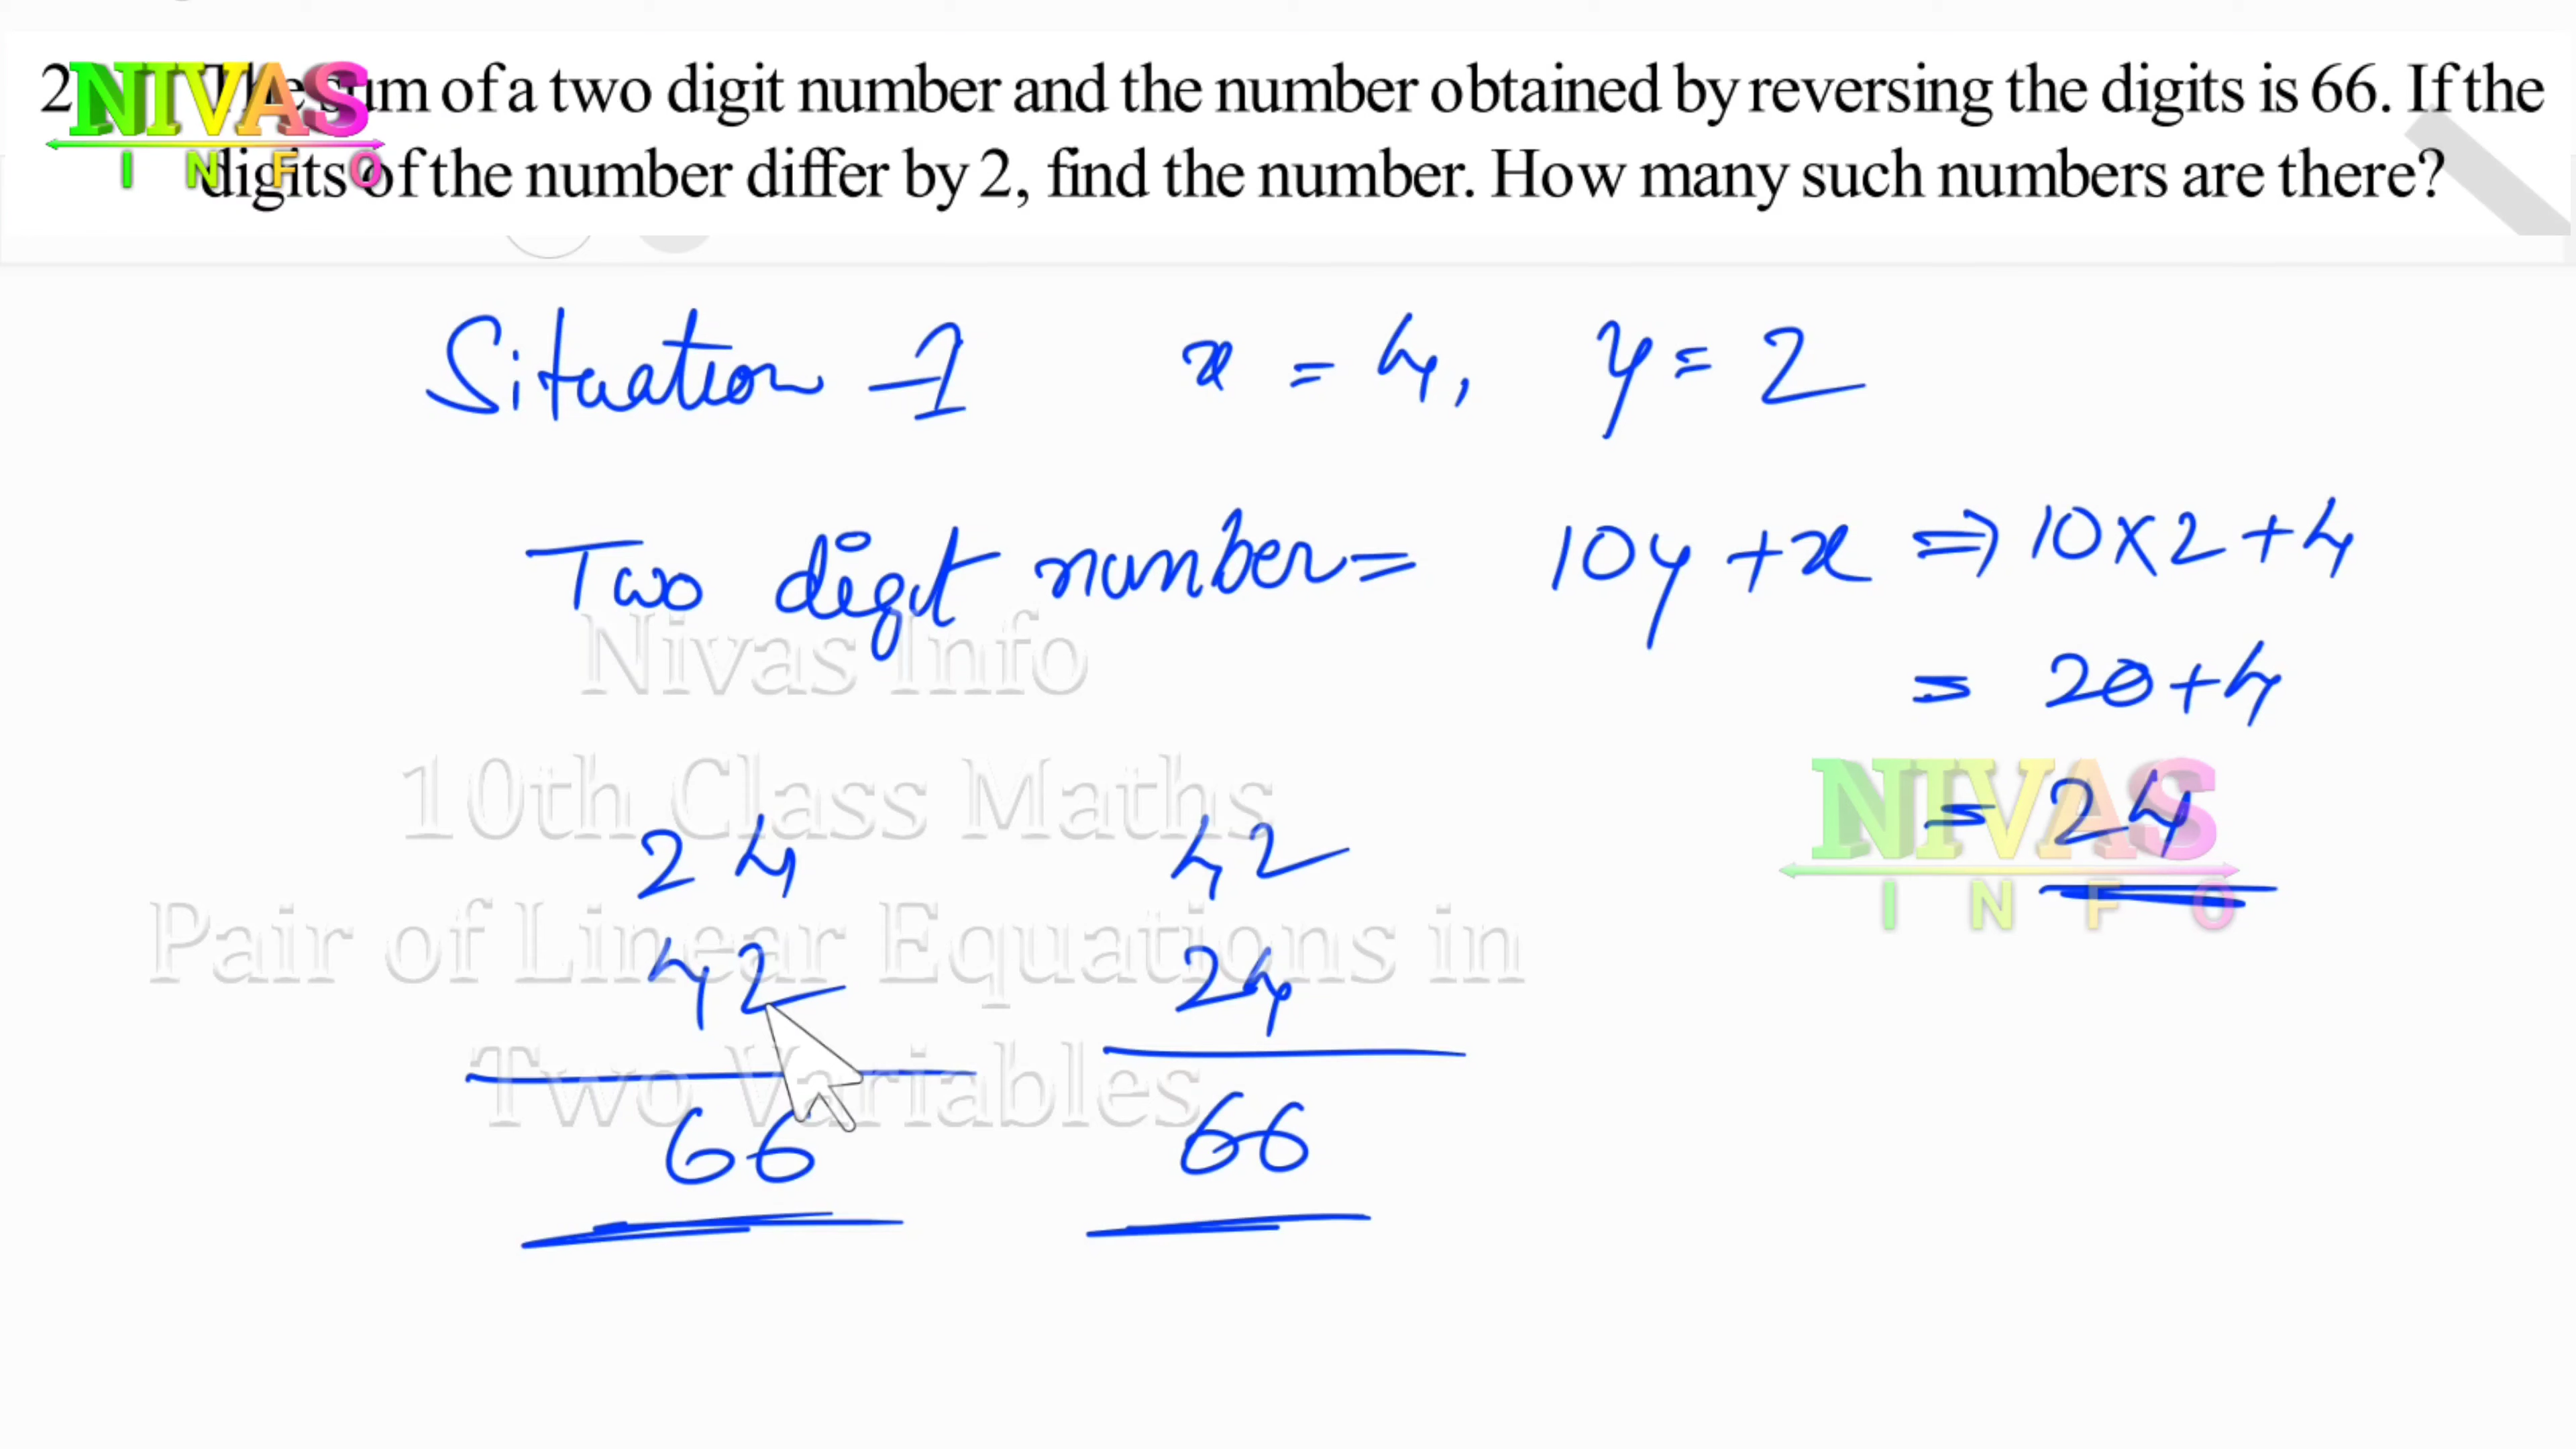 2 The sum of a two digit number and the number obtained by reversing the digits is 66. If the
digits of the number differ by 2, find the number. How many such numbers are there?
NIVAS
INFO
Situation - 1 x = 4, y = 2
Two digit number = 10y + x ⇒ 10 × 2 + 4
= 20 + 4
= 24
NIVAS
INFO
Nivas Info
10th Class Maths
Pair of Linear Equations in
Two Variables
24 42
42 24
66 66